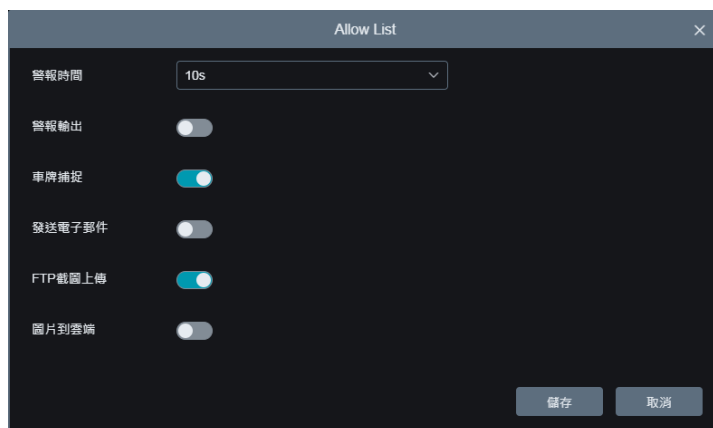 Allow List
警報時間
10s
警報輸出
車牌捕捉
發送電子郵件
FTP截圖上傳
圖片到雲端
儲存
取消